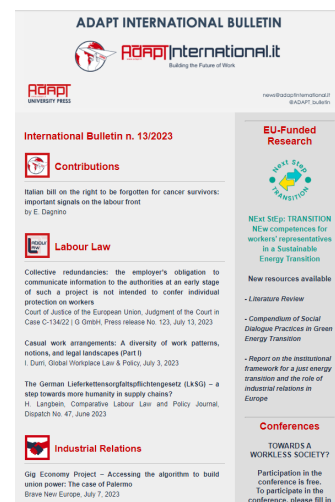 ADAPT INTERNATIONAL BULLETIN
ADAPTInternational.it
Building the Future of Work
ADAPT
UNIVERSITY PRESS
news@adaptinternational.it
@ADAPT_bulletin
International Bulletin n. 13/2023
Contributions
Italian bill on the right to be forgotten for cancer survivors:
important signals on the labour front
by E. Dagnino
Labour Law
Collective redundancies: the employer's obligation to
communicate information to the authorities at an early stage
of such a project is not intended to confer individual
protection on workers
Court of Justice of the European Union, Judgment of the Court in
Case C-134/22 | G GmbH, Press release No. 123, July 13, 2023
Casual work arrangements: A diversity of work patterns,
notions, and legal landscapes (Part I)
I. Durri, Global Workplace Law & Policy, July 3, 2023
The German Lieferkettensorgfaltspflichtengesetz (LkSG) – a
step towards more humanity in supply chains?
H. Langbein, Comparative Labour Law and Policy Journal,
Dispatch No. 47, June 2023
Industrial Relations
Gig Economy Project – Accessing the algorithm to build
union power: The case of Palermo
Brave New Europe, July 7, 2023
EU-Funded
Research
Next StEp:
TRANSITION
NExt StEp: TRANSITION
NEw competences for
workers' representatives
in a Sustainable
Energy Transition
New resources available
- Literature Review
- Compendium of Social
Dialogue Practices in Green
Energy Transition
- Report on the institutional
framework for a just energy
transition and the role of
industrial relations in
Europe
Conferences
TOWARDS A
WORKLESS SOCIETY?
Participation in the
conference is free.
To participate in the
conference, please fill in